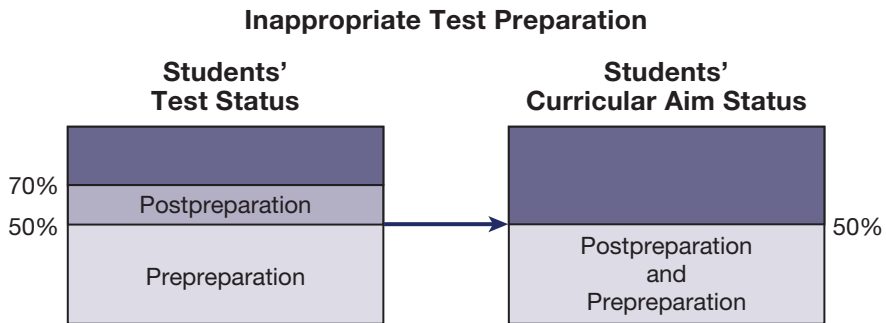 Inappropriate Test Preparation
Students’
Test Status
Students’
Curricular Aim Status
70%
Postpreparation
50%
50%
Prepreparation
Postpreparation
and
Prepreparation